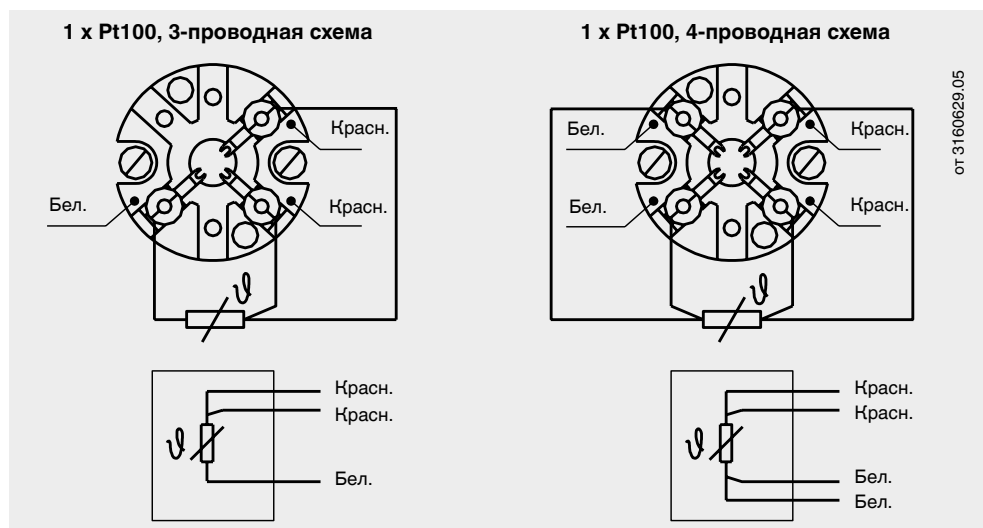 1 x Pt100, 3-проводная схема
Красн.
Бел.
Красн.
ϑ
Красн.
Красн.
ϑ
Бел.
1 x Pt100, 4-проводная схема
Бел.
Красн.
Бел.
Красн.
ϑ
Красн.
Красн.
ϑ
Бел.
Бел.
от 3160629.05